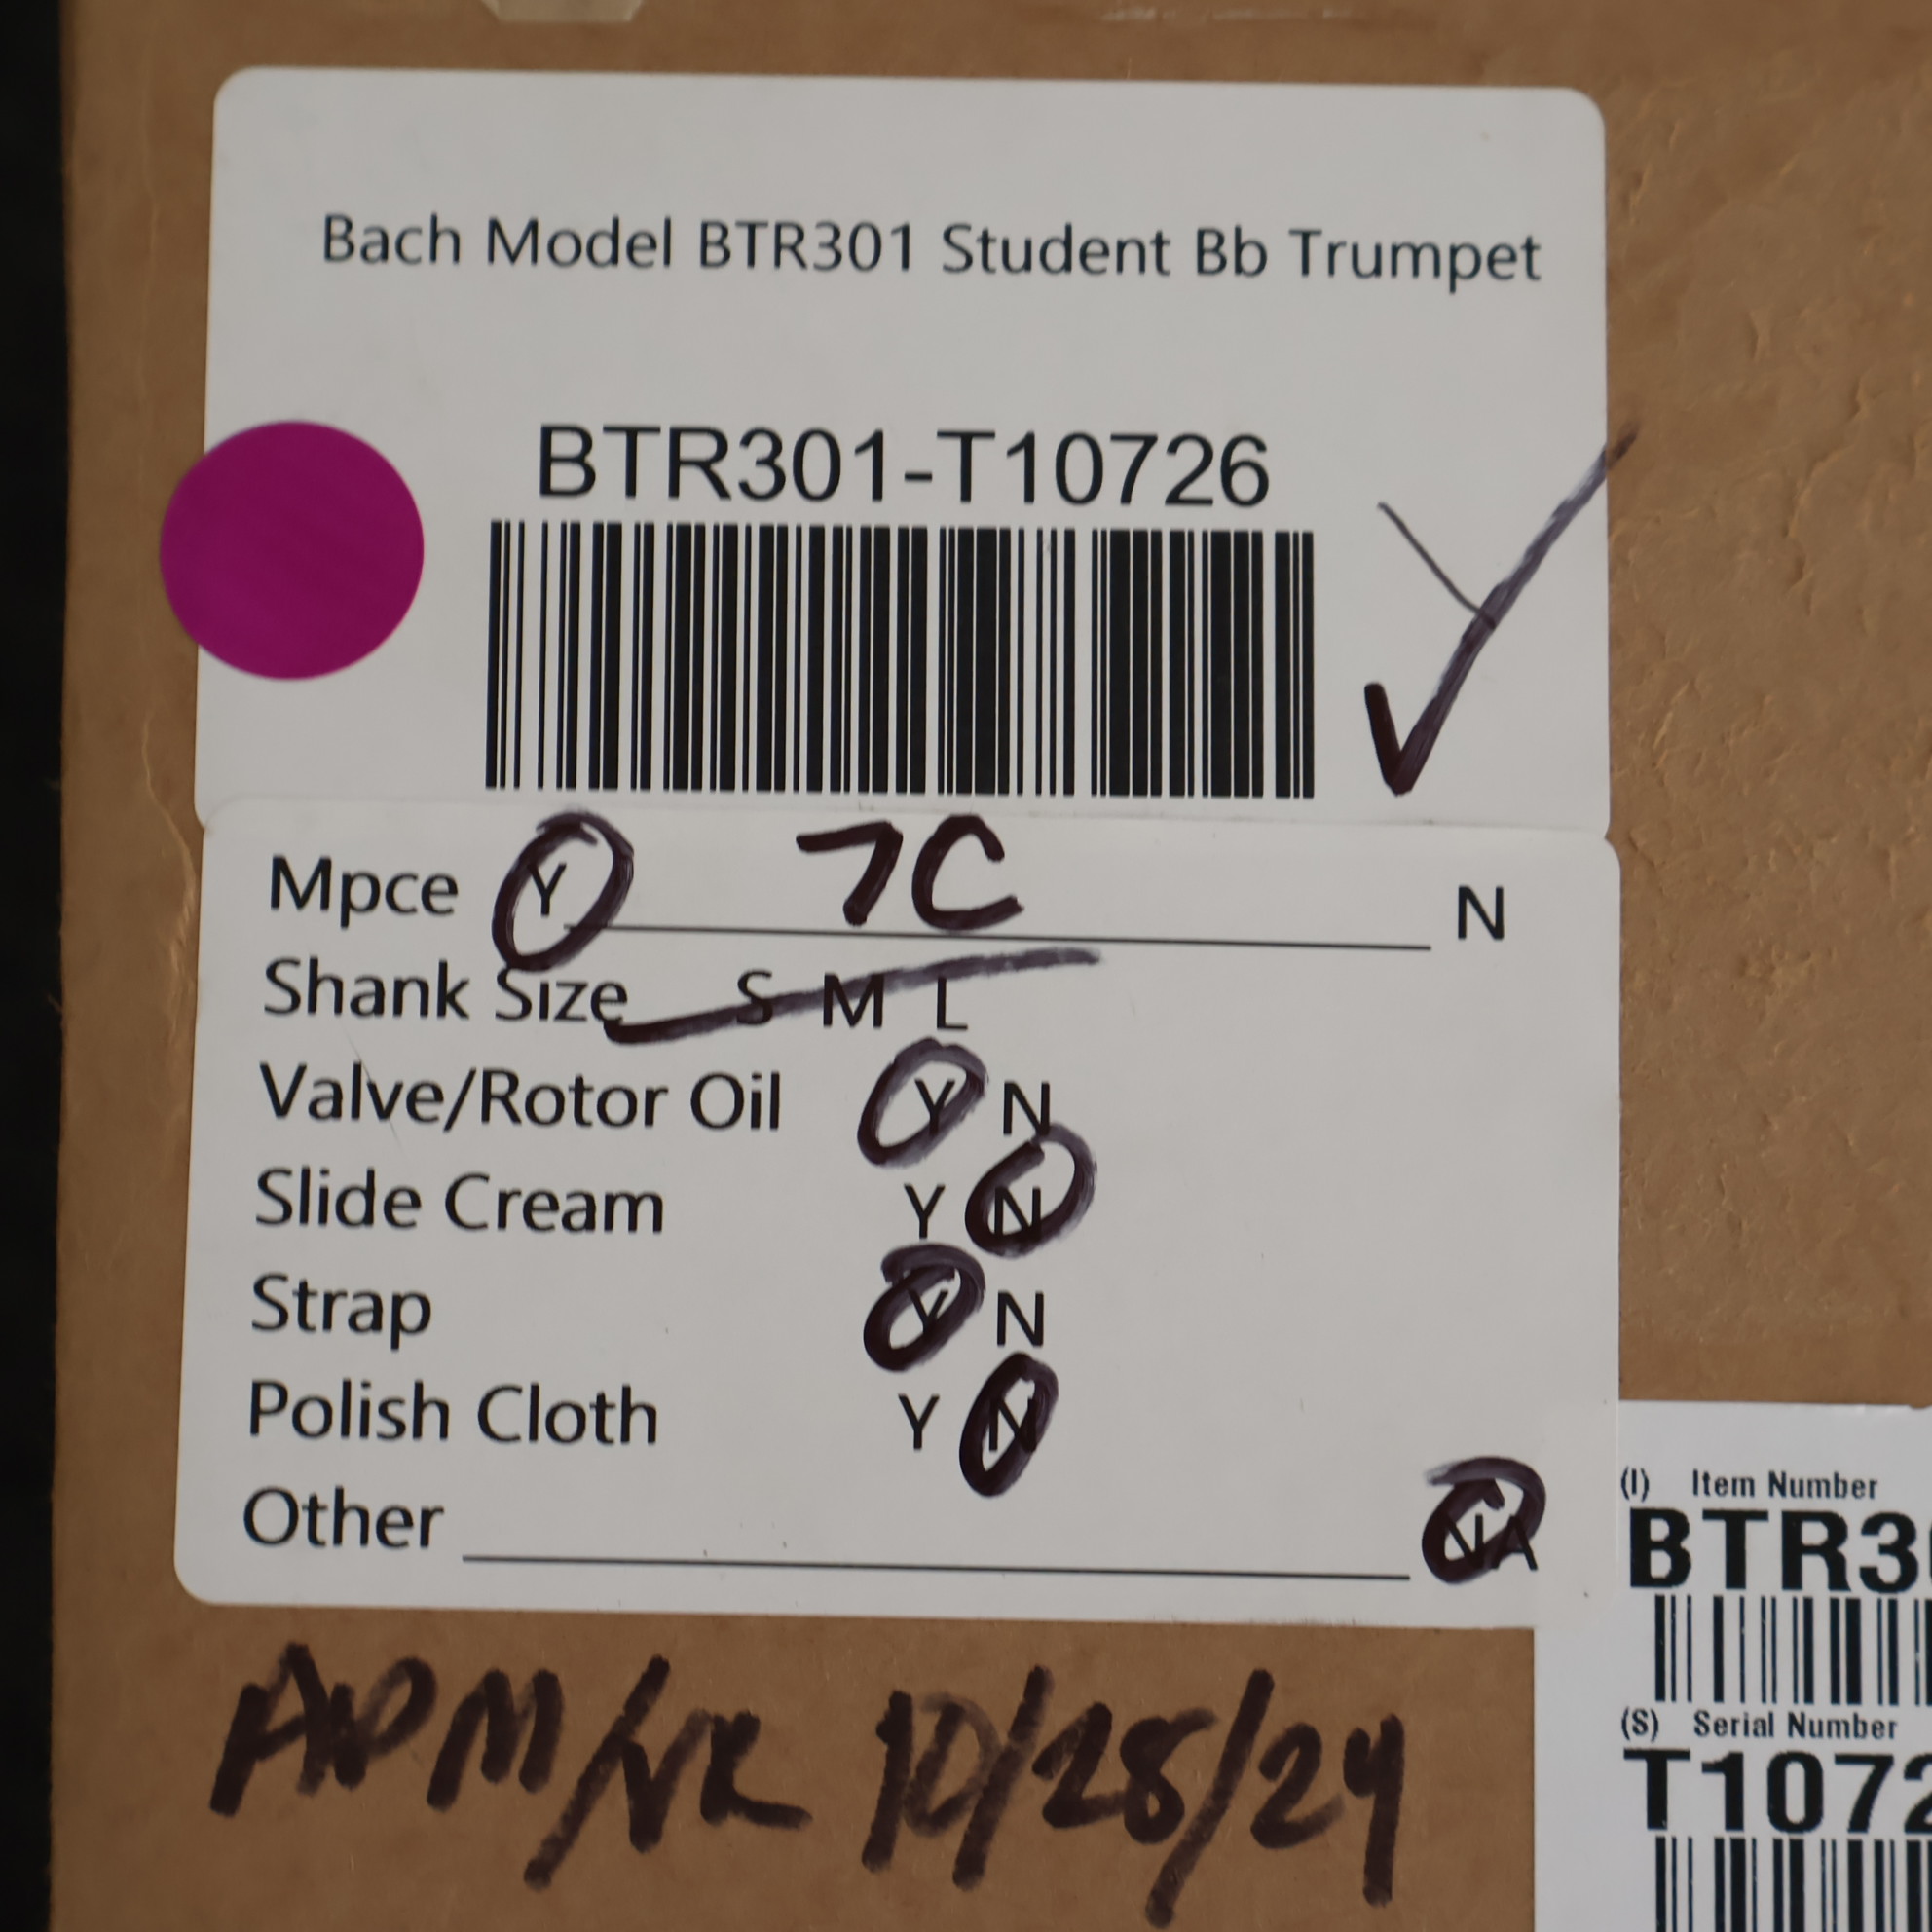 Bach Model BTR301 Student Bb Trumpet
BTR301-T10726
Mpce Y 7C N
Shank Size S M L
Valve/Rotor Oil Y N
Slide Cream Y N
Strap Y N
Polish Cloth Y N
Other NA
10/28/24
(I) Item Number
BTR30
(S) Serial Number
T1072